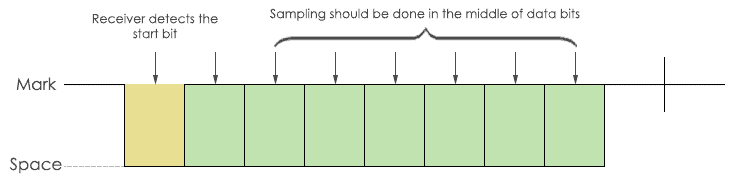 Receiver detects the
start bit
Sampling should be done in the middle of data bits
Mark
Space